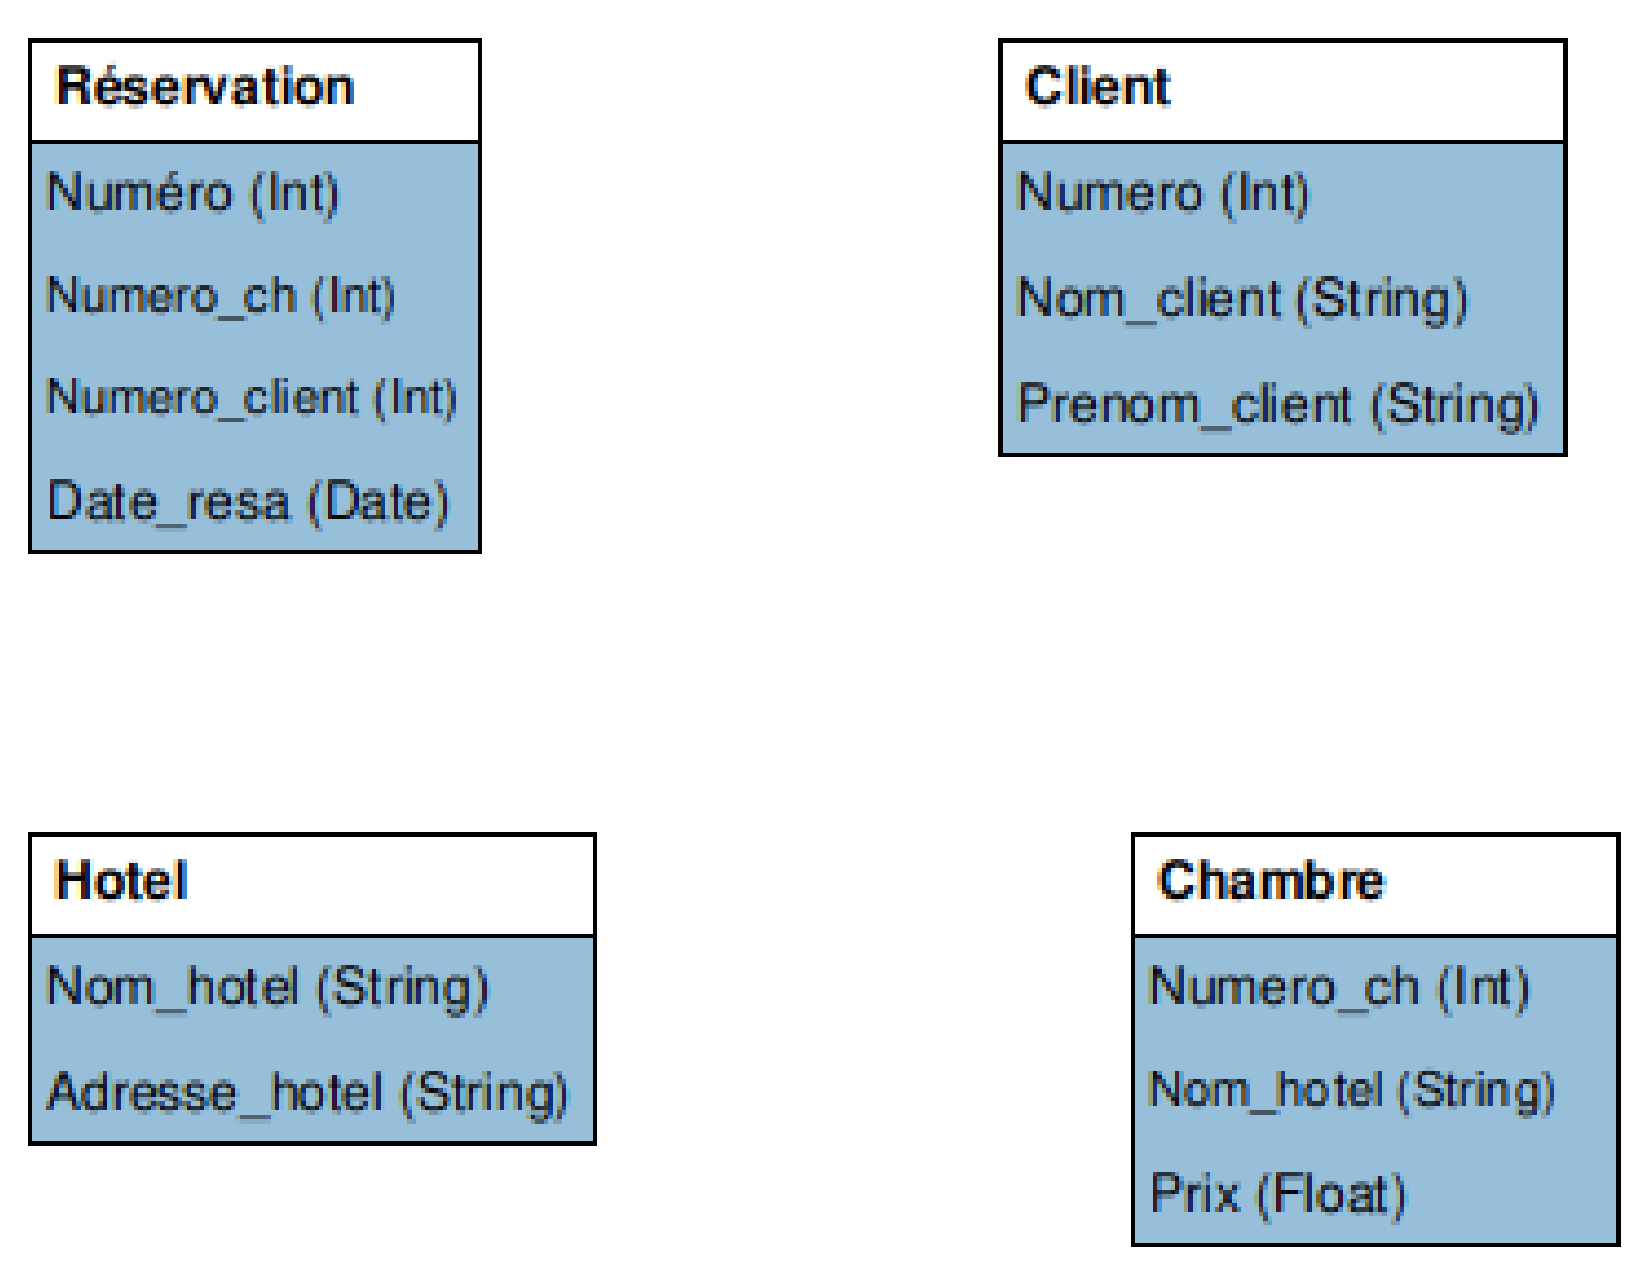 Réservation
Numéro (Int)
Numero_ch (Int)
Numero_client (Int)
Date_resa (Date)
Client
Numero (Int)
Nom_client (String)
Prenom_client (String)
Hotel
Nom_hotel (String)
Adresse_hotel (String)
Chambre
Numero_ch (Int)
Nom_hotel (String)
Prix (Float)